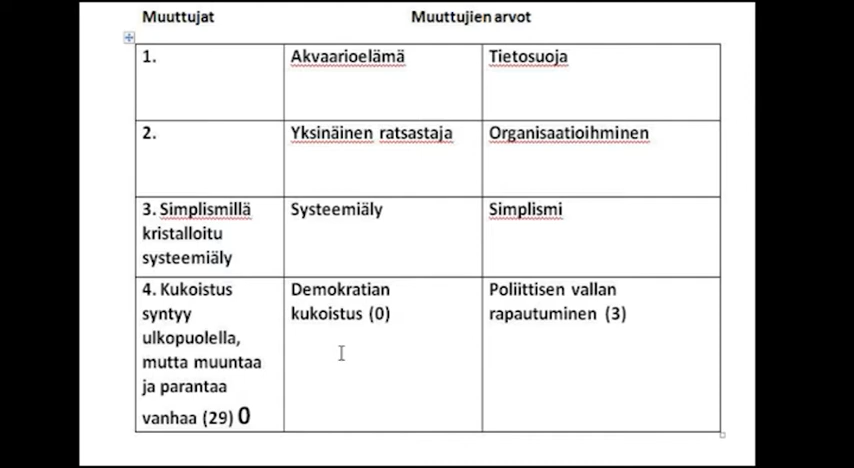 Muuttujat Muuttujien arvot
1. Akvaarioelämä Tietosuoja
2. Yksinäinen ratsastaja Organisaatioihminen
3. Simplismillä
kristalloitu
systeemiäly
Systeemiäly
Simplismi
4. Kukoistus
syntyy
ulkopuolella,
mutta muuntaa
ja parantaa
vanhaa (29) 0
Demokratian
kukoistus (0)
Poliittisen vallan
rapautuminen (3)